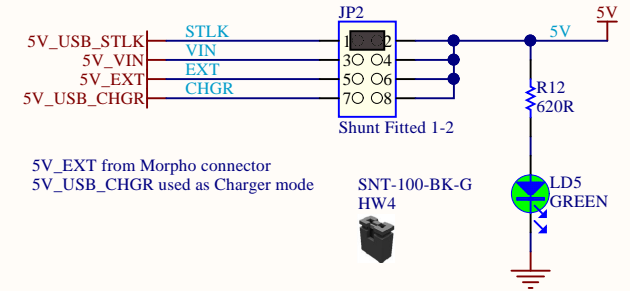 JP2
5V
5V_USB_STLK STLK 1 2 5V
5V_VIN VIN 3 4
5V_EXT EXT 5 6
5V_USB_CHGR CHGR 7 8
R12
620R
Shunt Fitted 1-2
5V_EXT from Morpho connector
5V_USB_CHGR used as Charger mode
SNT-100-BK-G
HW4
LD5
GREEN